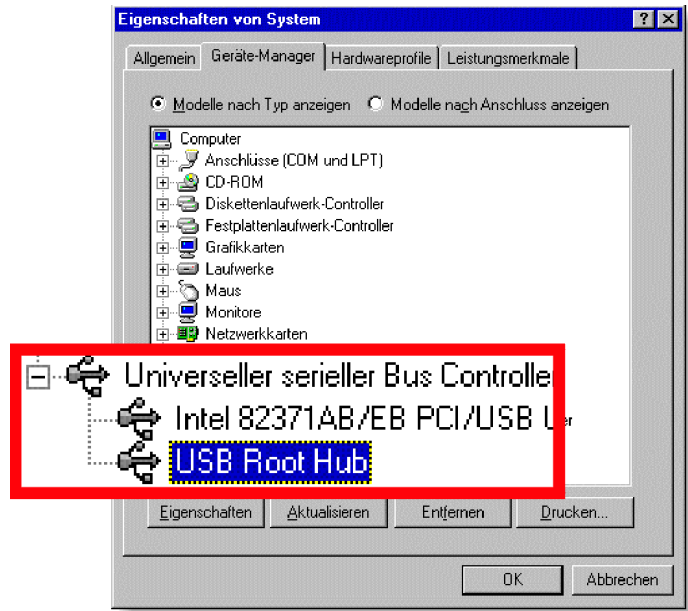 Eigenschaften von System
Allgemein Geräte-Manager Hardwareprofile Leistungsmerkmale
Modelle nach Typ anzeigen Modelle nach Anschluss anzeigen
Computer
Anschlüsse (COM und LPT)
CD-ROM
Diskettenlaufwerk-Controller
Festplattenlaufwerk-Controller
Grafikkarten
Laufwerke
Maus
Monitore
Netzwerkkarten
Universeller serieller Bus Controller
Intel 82371AB/EB PCI/USB
USB Root Hub
Eigenschaften Aktualisieren Entfernen Drucken...
OK Abbrechen